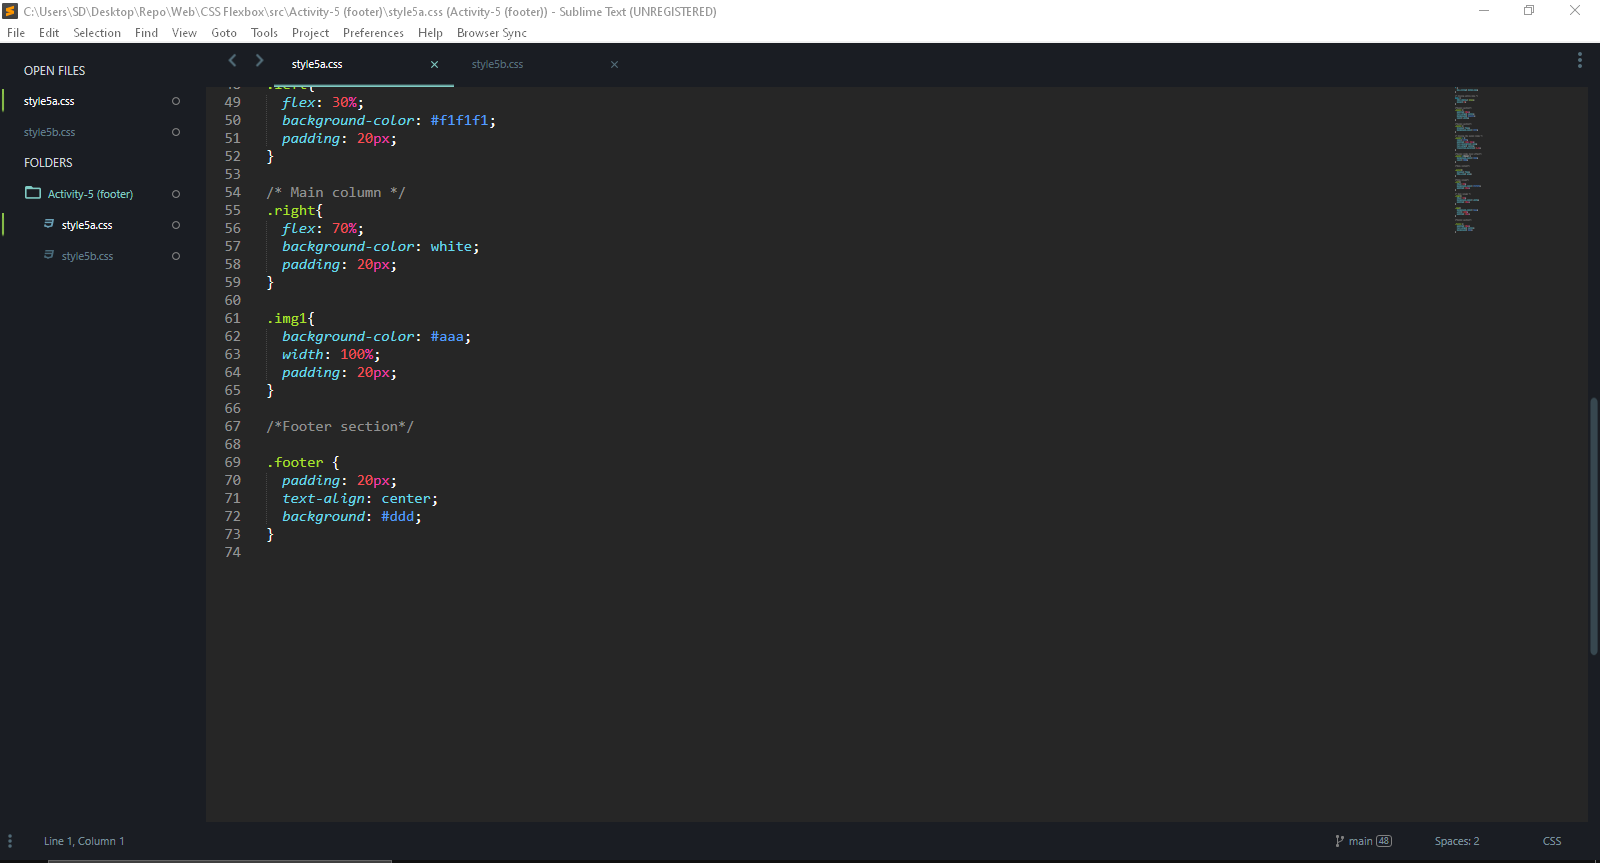 C:\Users\SD\Desktop\Repo\Web\CSS Flexbox\src\Activity-5 (footer)\style5a.css (Activity-5 (footer)) - Sublime Text (UNREGISTERED)
File Edit Selection Find View Goto Tools Project Preferences Help Browser Sync
OPEN FILES
style5a.css
style5b.css
FOLDERS
Activity-5 (footer)
style5a.css
style5b.css
style5a.css × style5b.css ×
48 .left{
49 flex: 30%;
50 background-color: #f1f1f1;
51 padding: 20px;
52 }
53
54 /* Main column */
55 .right{
56 flex: 70%;
57 background-color: white;
58 padding: 20px;
59 }
60
61 .img1{
62 background-color: #aaa;
63 width: 100%;
64 padding: 20px;
65 }
66
67 /*Footer section*/
68
69 .footer {
70 padding: 20px;
71 text-align: center;
72 background: #ddd;
73 }
74
Line 1, Column 1 main 48 Spaces: 2 CSS